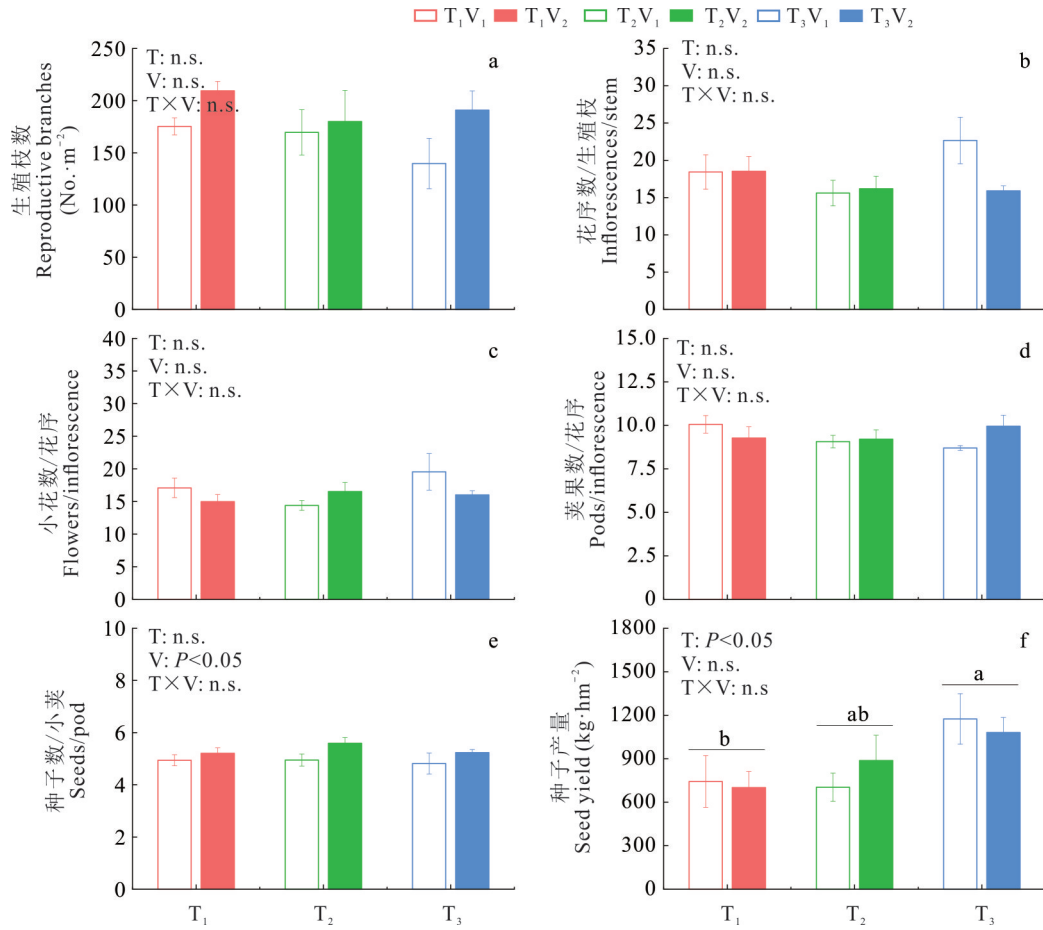 T₁V₁ T₁V₂ T₂V₁ T₂V₂ T₃V₁ T₃V₂
生殖枝数
Reproductive branches
(No.·m⁻²)
250
200
150
100
50
0
T: n.s.
V: n.s.
T×V: n.s.
a
花序数/生殖枝
Inflorescences/stem
35
30
25
20
15
10
5
0
T: n.s.
V: n.s.
T×V: n.s.
b
小花数/花序
Flowers/inflorescence
40
35
30
25
20
15
10
5
0
T: n.s.
V: n.s.
T×V: n.s.
c
荚果数/花序
Pods/inflorescence
15.0
12.5
10.0
7.5
5.0
2.5
0.0
T: n.s.
V: n.s.
T×V: n.s.
d
种子数/小荚
Seeds/pod
10
8
6
4
2
0
T: n.s.
V: P<0.05
T×V: n.s.
e
T₁ T₂ T₃
种子产量
Seed yield (kg·hm⁻²)
1800
1500
1200
900
600
300
0
T: P<0.05
V: n.s.
T×V: n.s
f
b
ab
a
T₁ T₂ T₃